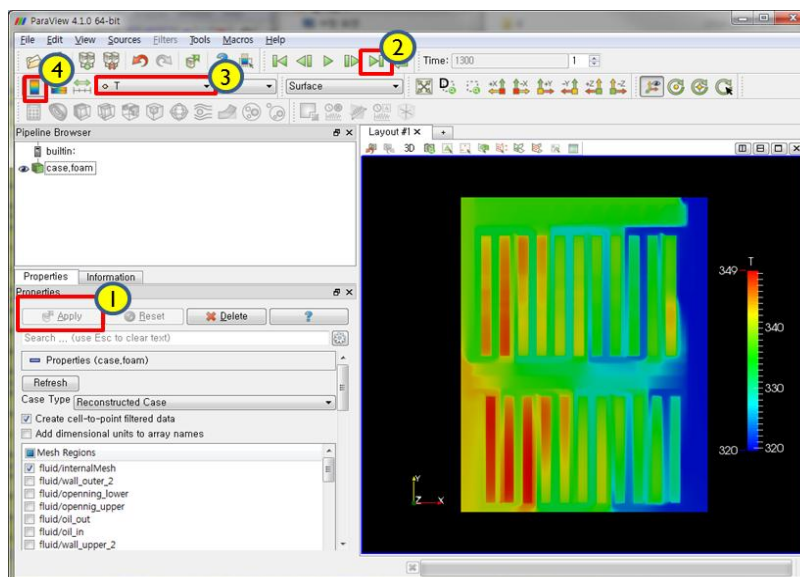 ParaView 4.1.0 64-bit
File Edit View Sources Filters Tools Macros Help
2
Time: 1300 1
4
T
3
Surface
Pipeline Browser
Layout #1
3D
builtin:
case,foam
Properties Information
Properties
1
Apply Reset Delete ?
Search ,,, (use Esc to clear text)
Properties (case,foam)
Refresh
Case Type Reconstructed Case
Create cell-to-point filtered data
Add dimensional units to array names
Mesh Regions
fluid/internalMesh
fluid/wall_outer_2
fluid/openning_lower
fluid/openning_upper
fluid/oil_out
fluid/oil_in
fluid/wall_upper_2
T
349
340
330
320 320
Y
Z X